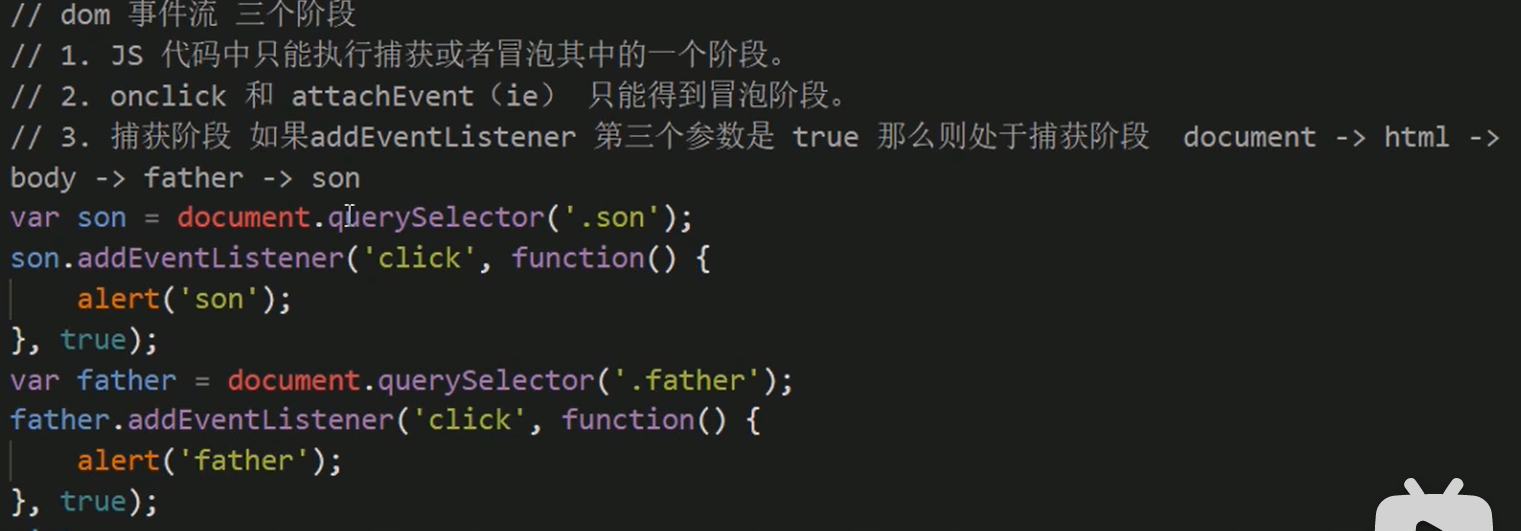 // dom 事件流 三个阶段
// 1. JS 代码中只能执行捕获或者冒泡其中的一个阶段。
// 2. onclick 和 attachEvent（ie） 只能得到冒泡阶段。
// 3. 捕获阶段 如果addEventListener 第三个参数是 true 那么则处于捕获阶段  document -> html ->
body -> father -> son
var son = document.querySelector('.son');
son.addEventListener('click', function() {
    alert('son');
}, true);
var father = document.querySelector('.father');
father.addEventListener('click', function() {
    alert('father');
}, true);